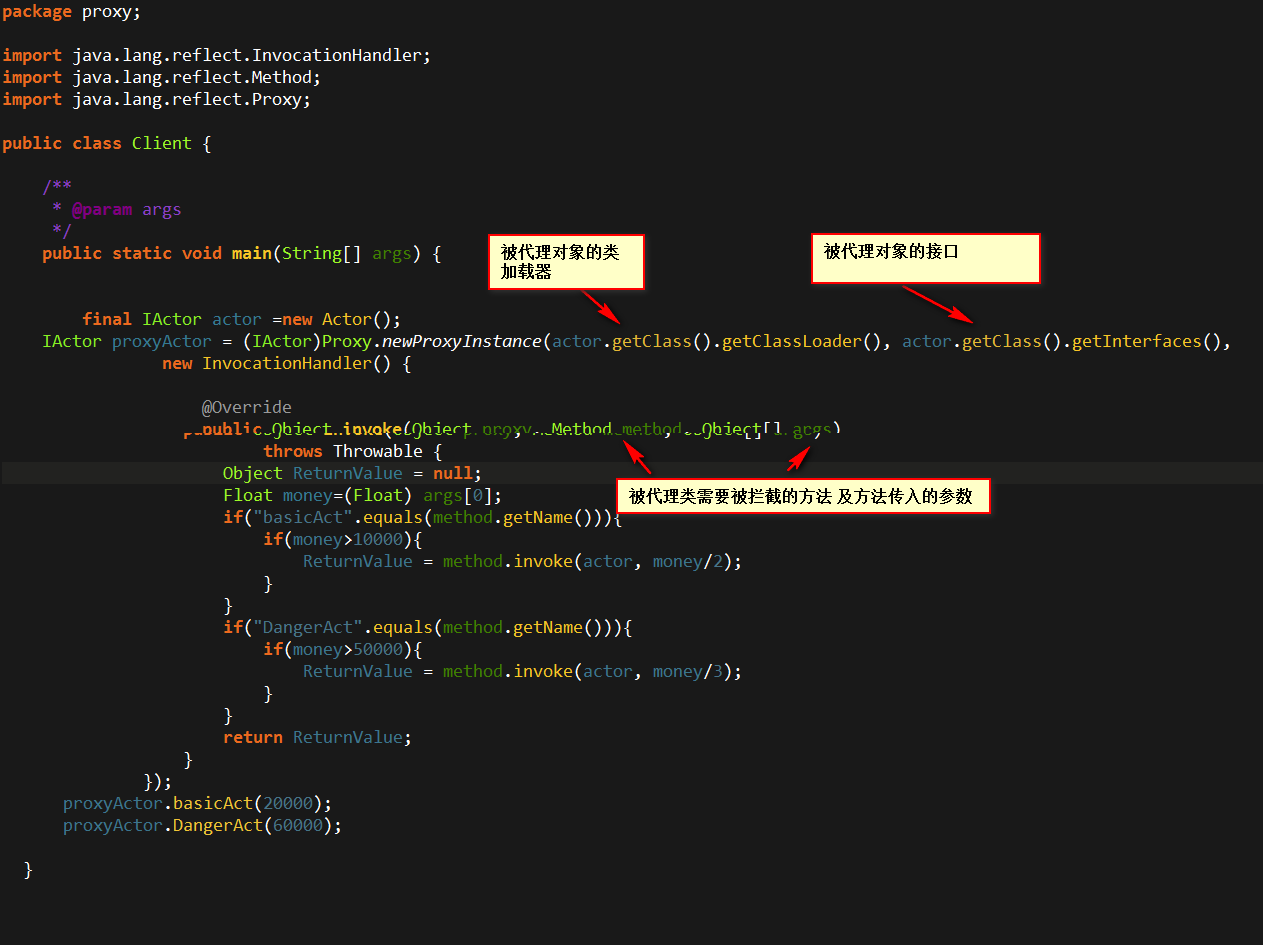 package proxy;
import java.lang.reflect.InvocationHandler;
import java.lang.reflect.Method;
import java.lang.reflect.Proxy;
public class Client {
/**
* @param args
*/
public static void main(String[] args) {
被代理对象的类
加载器
被代理对象的接口
final IActor actor =new Actor();
IActor proxyActor = (IActor)Proxy.newProxyInstance(actor.getClass().getClassLoader(), actor.getClass().getInterfaces(),
new InvocationHandler() {
@Override
public Object invoke(Object proxy, Method method, Object[] args)
throws Throwable {
Object ReturnValue = null;
Float money=(Float) args[0];
被代理类需要被拦截的方法 及方法传入的参数
if("basicAct".equals(method.getName())){
if(money>10000){
ReturnValue = method.invoke(actor, money/2);
}
}
if("DangerAct".equals(method.getName())){
if(money>50000){
ReturnValue = method.invoke(actor, money/3);
}
}
return ReturnValue;
}
});
proxyActor.basicAct(20000);
proxyActor.DangerAct(60000);
}